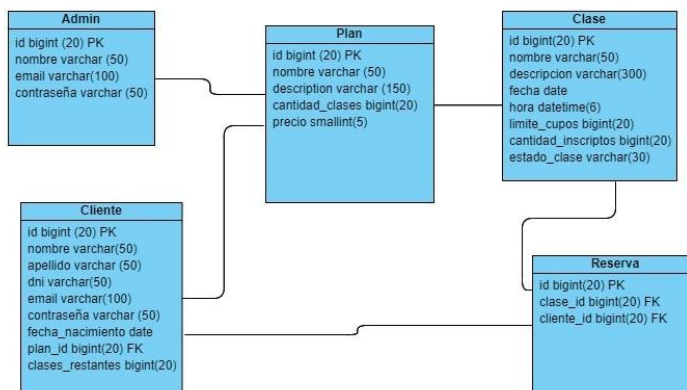 Admin
id bigint (20) PK
nombre varchar (50)
email varchar(100)
contraseña varchar (50)
Plan
id bigint (20) PK
nombre varchar (50)
description varchar (150)
cantidad_clases bigint(20)
precio smallint(5)
Clase
id bigint(20) PK
nombre varchar(50)
descripcion varchar(300)
fecha date
hora datetime(6)
limite_cupos bigint(20)
cantidad_inscriptos bigint(20)
estado_clase varchar(30)
Cliente
id bigint (20) PK
nombre varchar(50)
apellido varchar (50)
dni varchar(50)
email varchar(100)
contraseña varchar (50)
fecha_nacimiento date
plan_id bigint(20) FK
clases_restantes bigint(20)
Reserva
id bigint(20) PK
clase_id bigint(20) FK
cliente_id bigint(20) FK